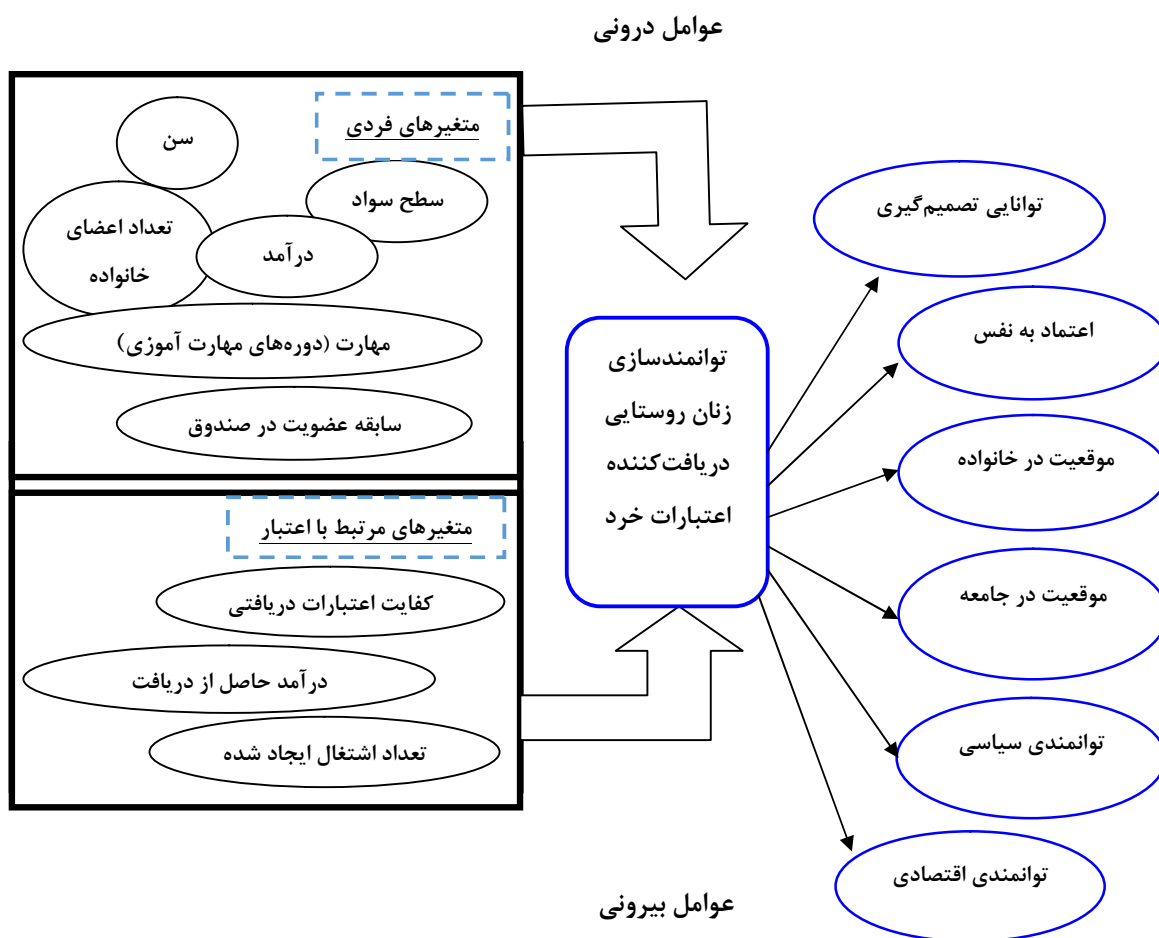 عوامل درونی
متغیرهای فردی
سن
سطح سواد
تعداد اعضای
خانواده
درآمد
مهارت (دوره‌های مهارت آموزی)
سابقه عضویت در صندوق
متغیرهای مرتبط با اعتبار
کفایت اعتبارات دریافتی
درآمد حاصل از دریافت
تعداد اشتغال ایجاد شده
توانمندسازی
زنان روستایی
دریافت‌کننده
اعتبارات خرد
توانایی تصمیم‌گیری
اعتماد به نفس
موقعیت در خانواده
موقعیت در جامعه
توانمندی سیاسی
توانمندی اقتصادی
عوامل بیرونی